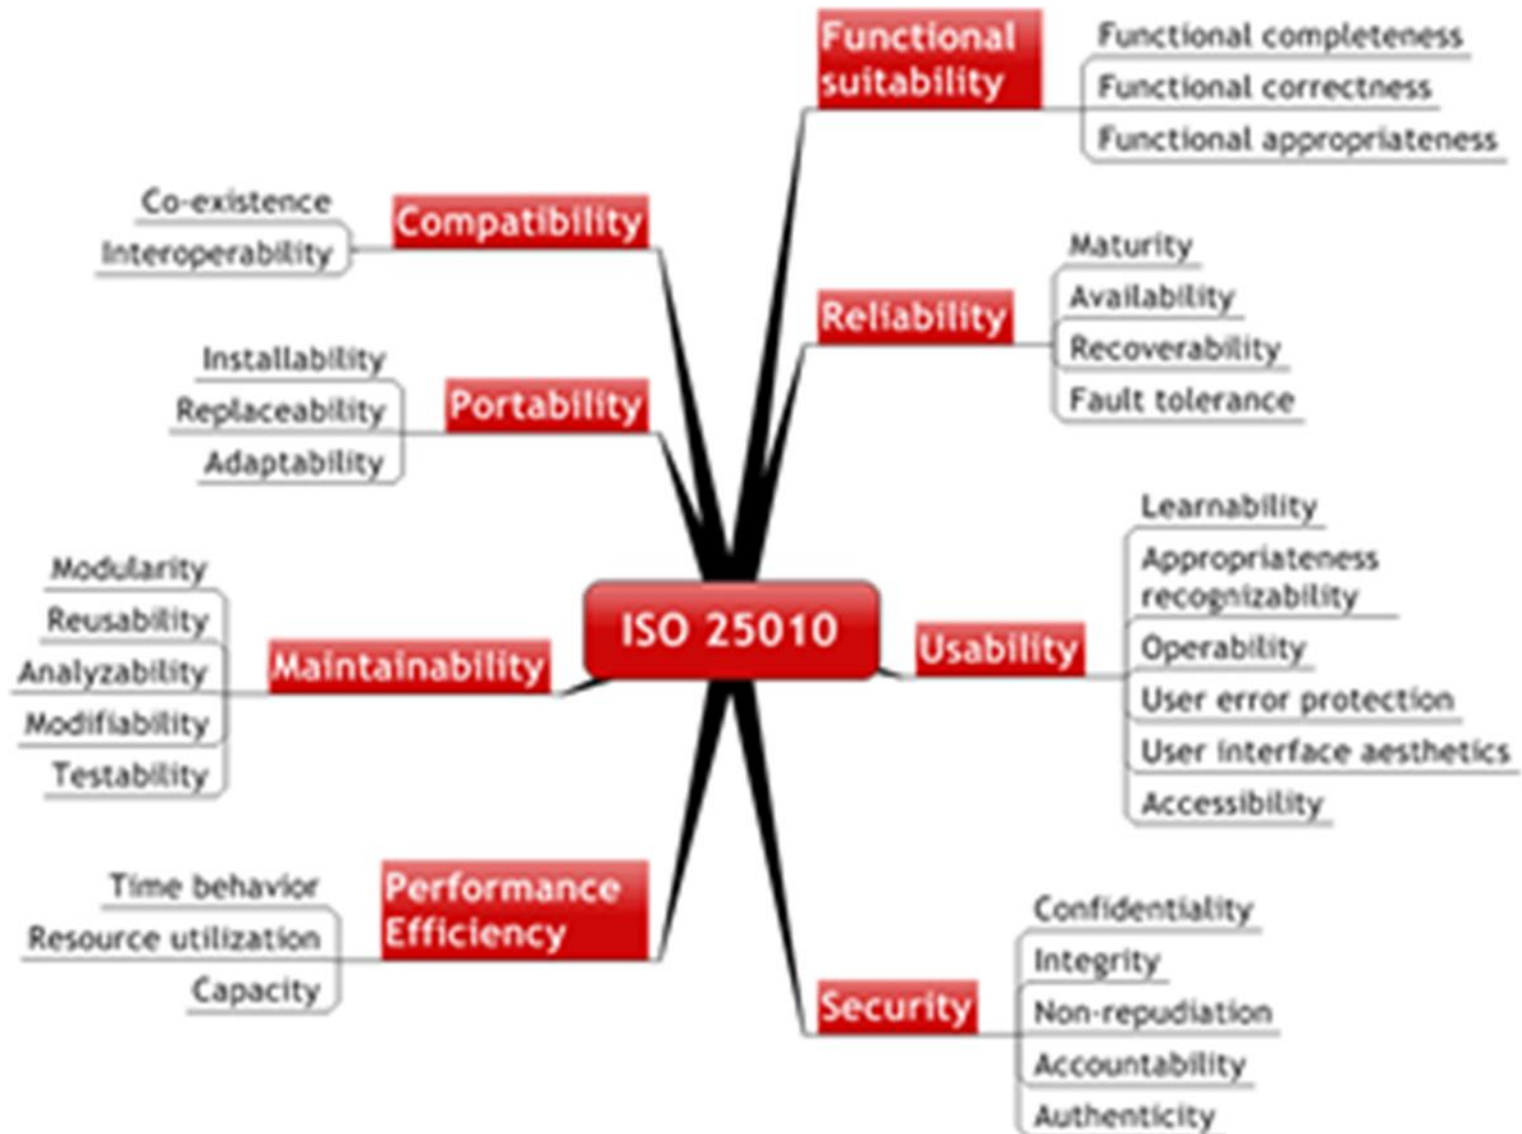 Functional
suitability
Functional completeness
Functional correctness
Functional appropriateness
Co-existence
Interoperability
Compatibility
Reliability
Maturity
Availability
Recoverability
Fault tolerance
Installability
Replaceability
Adaptability
Portability
ISO 25010
Usability
Learnability
Appropriateness
recognizability
Operability
User error protection
User interface aesthetics
Accessibility
Modularity
Reusability
Analyzability
Modifiability
Testability
Maintainability
Time behavior
Resource utilization
Capacity
Performance
Efficiency
Security
Confidentiality
Integrity
Non-repudiation
Accountability
Authenticity